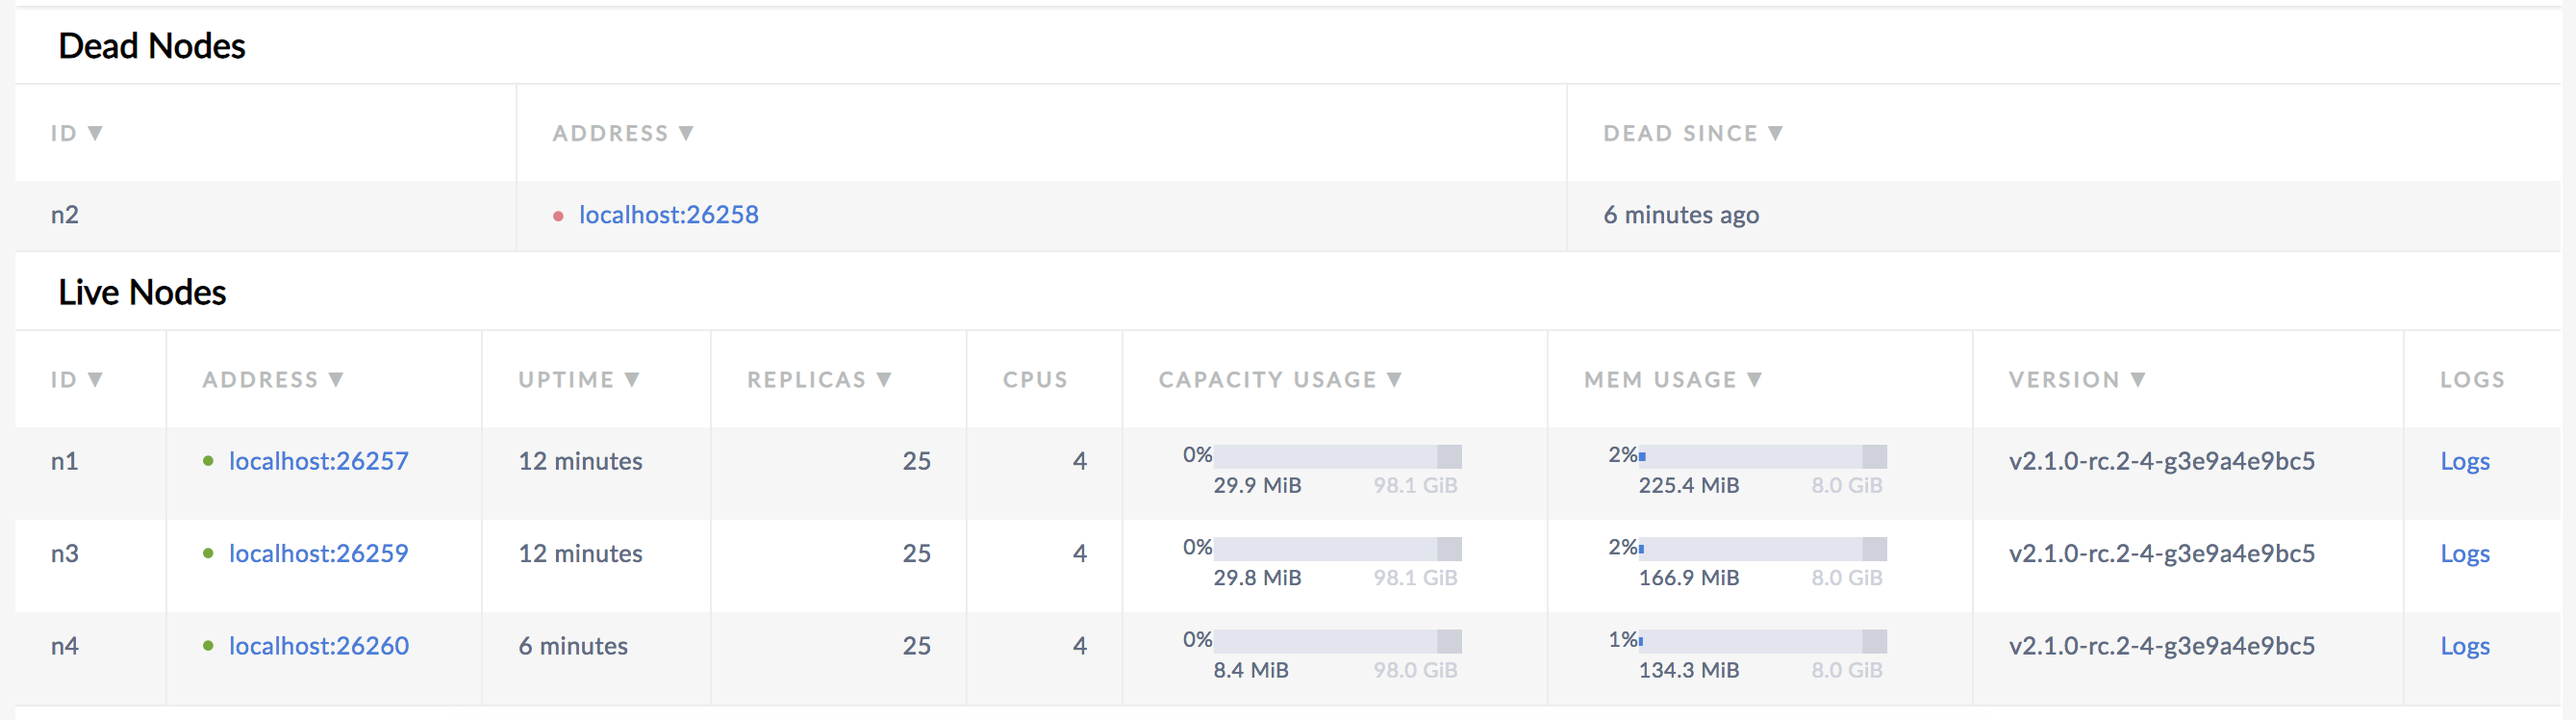 Dead Nodes
ID ▼ ADDRESS ▼ DEAD SINCE ▼
n2 localhost:26258 6 minutes ago
Live Nodes
ID ▼ ADDRESS ▼ UPTIME ▼ REPLICAS ▼ CPUS CAPACITY USAGE ▼ MEM USAGE ▼ VERSION ▼ LOGS
n1 localhost:26257 12 minutes 25 4 0% 2% v2.1.0-rc.2-4-g3e9a4e9bc5 Logs
29.9 MiB 98.1 GiB 225.4 MiB 8.0 GiB
n3 localhost:26259 12 minutes 25 4 0% 2% v2.1.0-rc.2-4-g3e9a4e9bc5 Logs
29.8 MiB 98.1 GiB 166.9 MiB 8.0 GiB
n4 localhost:26260 6 minutes 25 4 0% 1% v2.1.0-rc.2-4-g3e9a4e9bc5 Logs
8.4 MiB 98.0 GiB 134.3 MiB 8.0 GiB